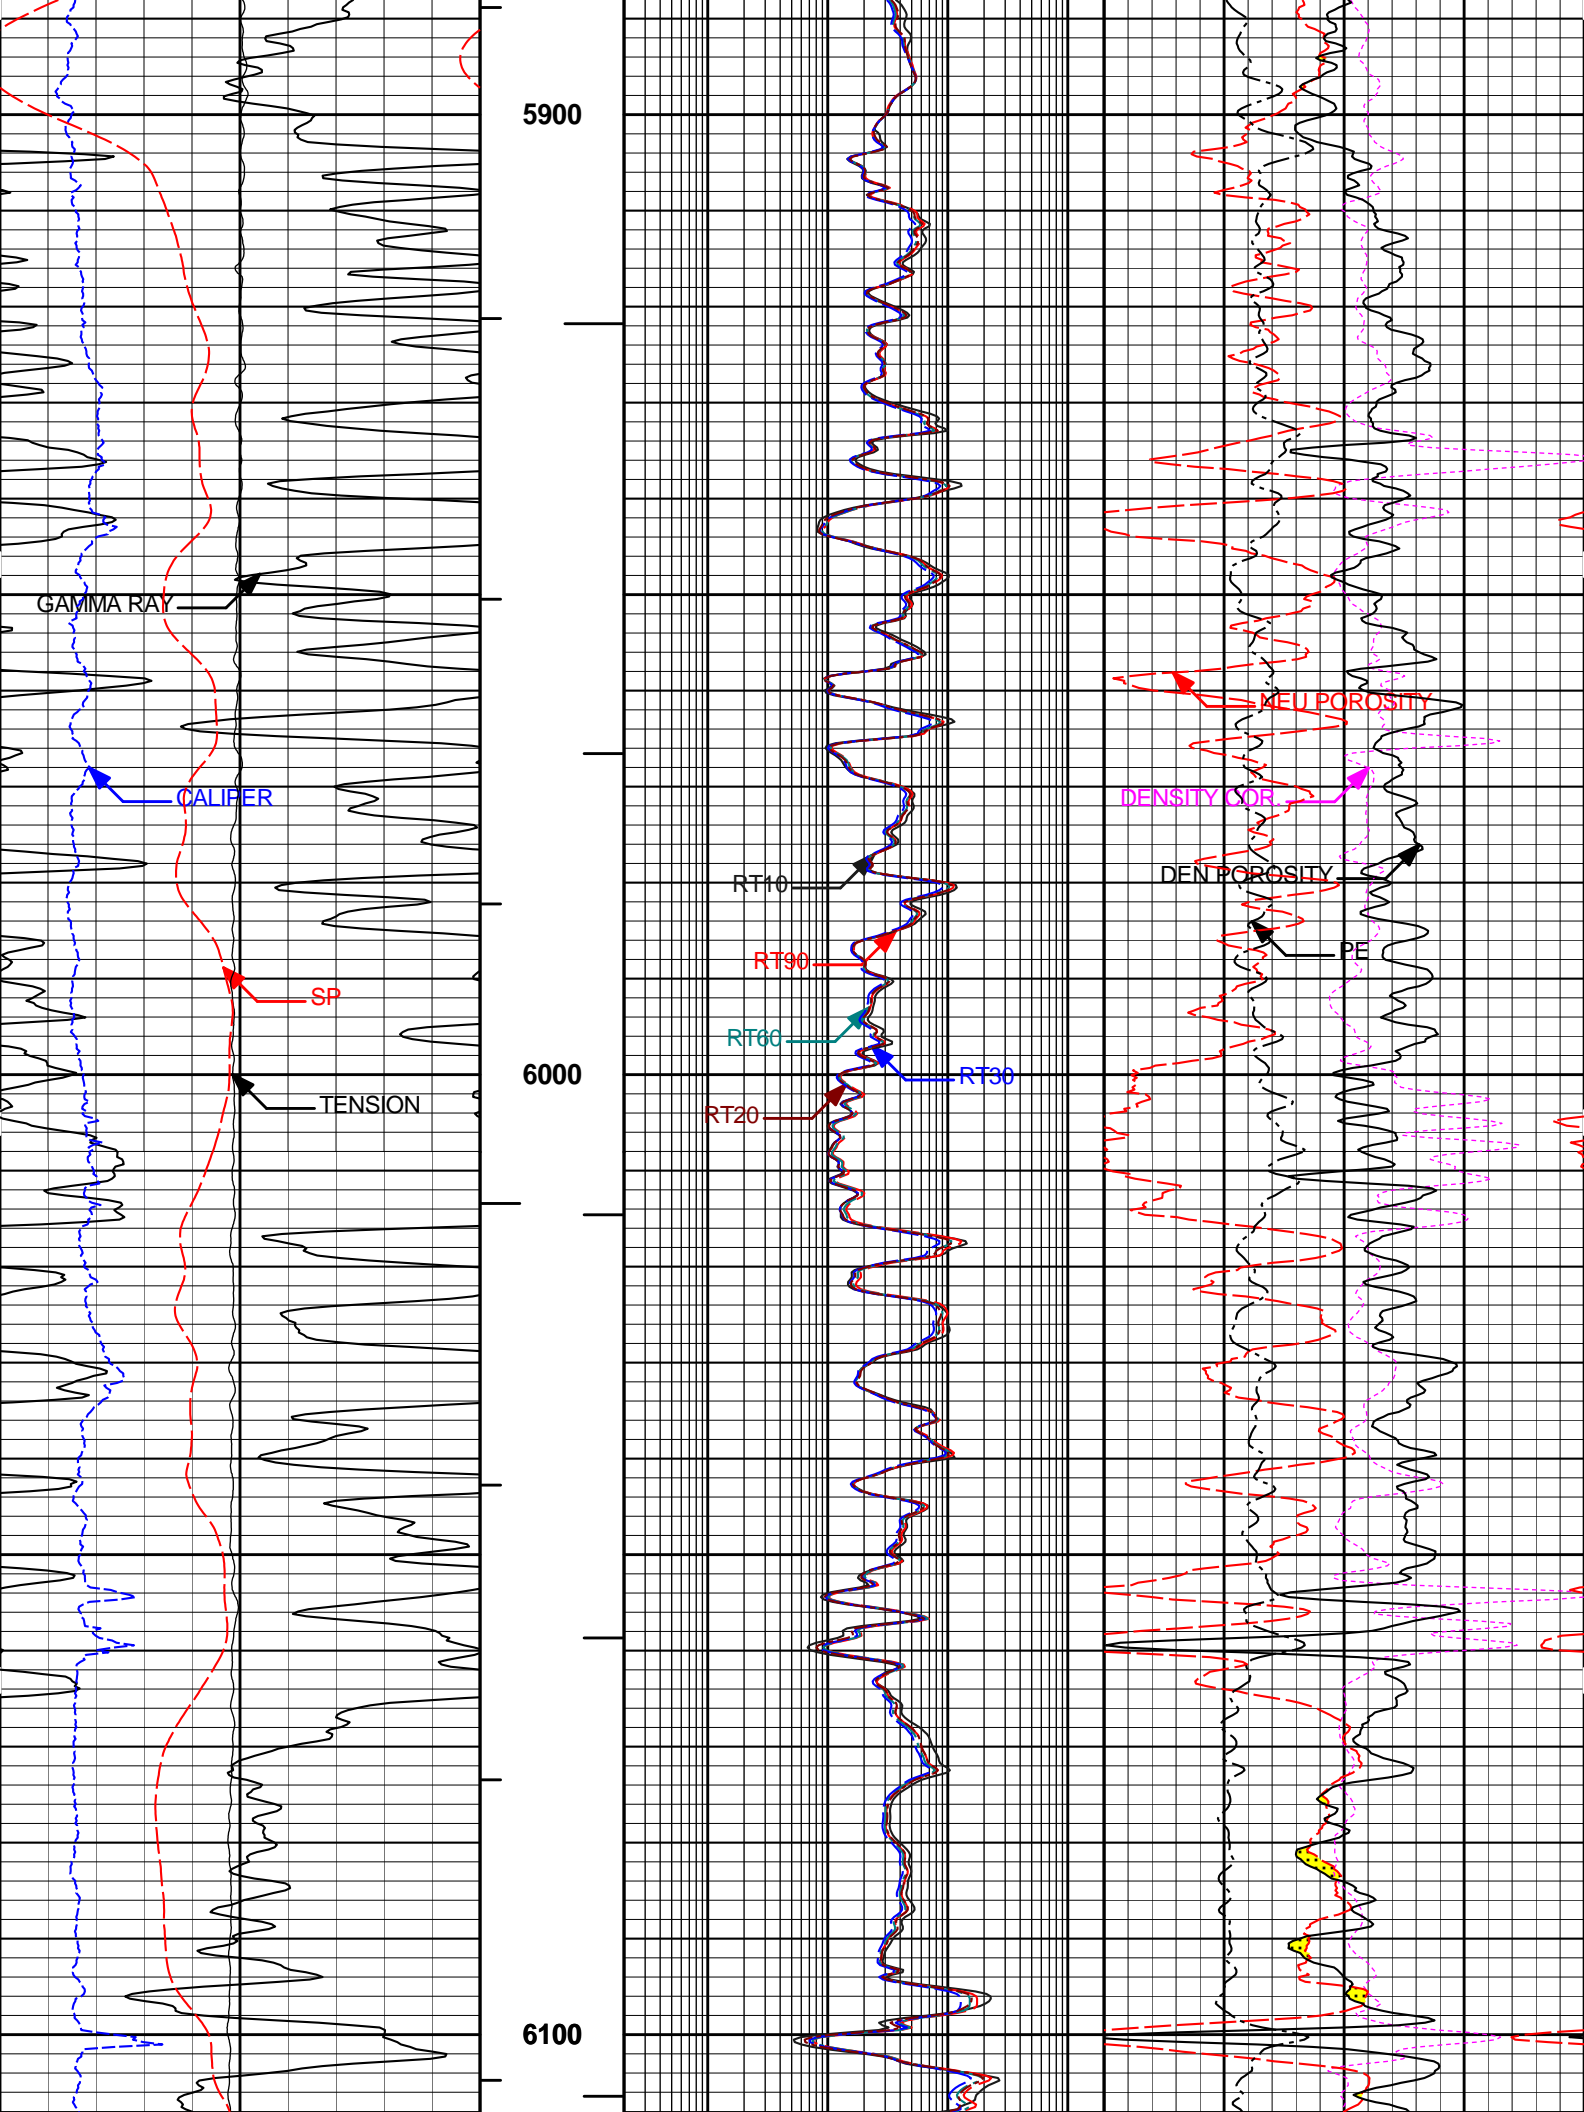 5900
GAMMA RAY
NEU POROSITY
CALIPER
DENSITY COR.
DEN POROSITY
RT10
PE
RT90
SP
RT60
6000
RT30
TENSION
RT20
6100